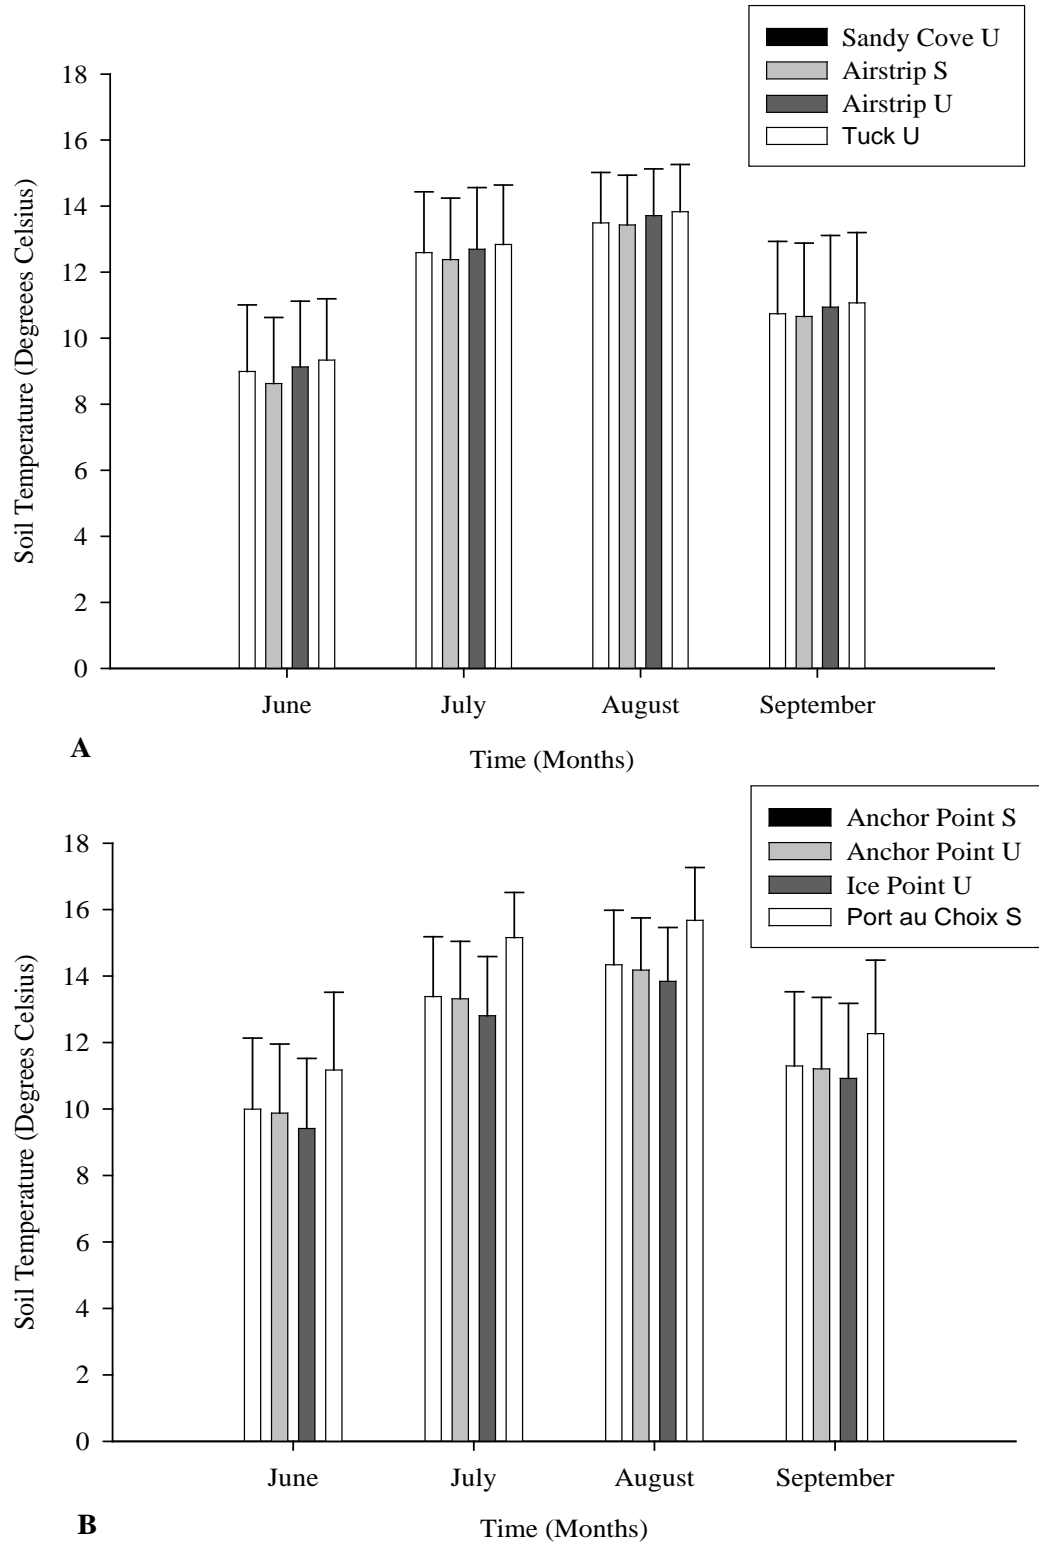 Sandy Cove U
Airstrip S
Airstrip U
Tuck U
18
16
14
12
10
8
6
4
2
0
Soil Temperature (Degreees Celsius)
June July August September
A
Time (Months)
Anchor Point S
Anchor Point U
Ice Point U
Port au Choix S
18
16
14
12
10
8
6
4
2
0
Soil Temperature (Degrees Celsius)
June July August September
B
Time (Months)